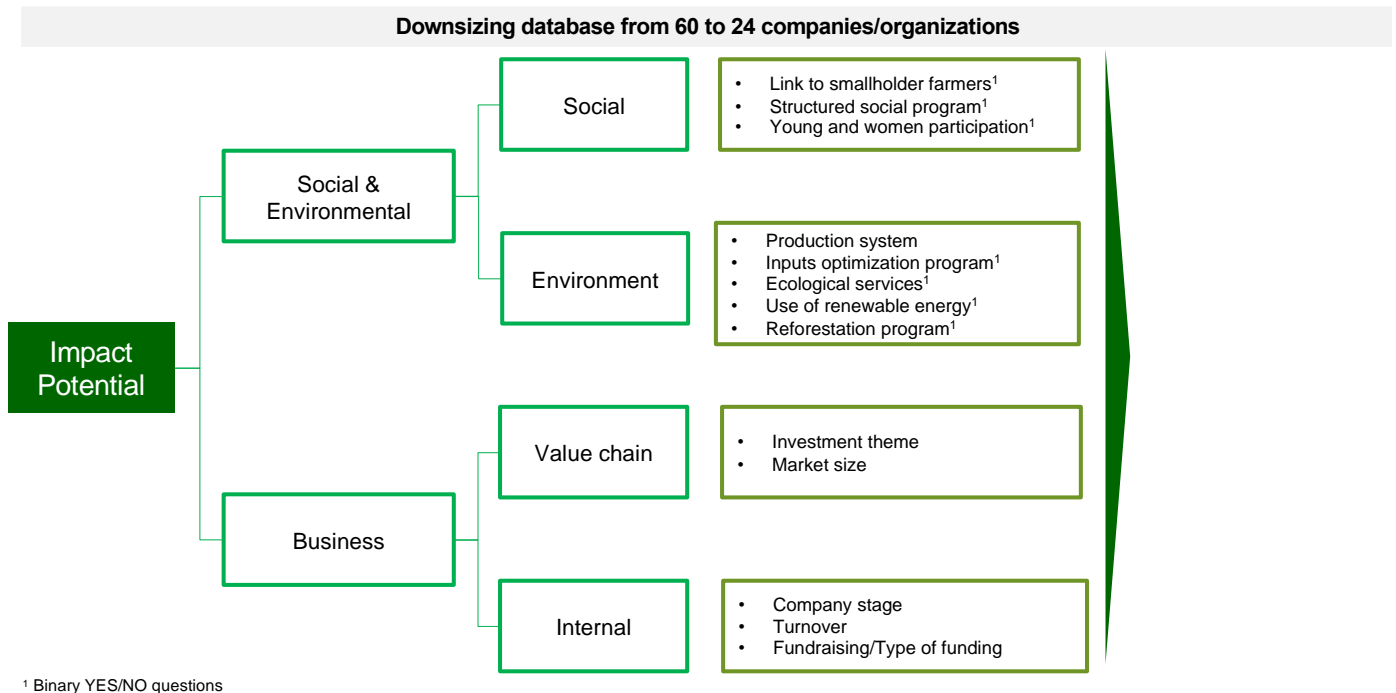 Downsizing database from 60 to 24 companies/organizations
Social
• Link to smallholder farmers¹
• Structured social program¹
• Young and women participation¹
Social &
Environmental
Environment
• Production system
• Inputs optimization program¹
• Ecological services¹
• Use of renewable energy¹
• Reforestation program¹
Impact
Potential
Value chain
• Investment theme
• Market size
Business
Internal
• Company stage
• Turnover
• Fundraising/Type of funding
¹ Binary YES/NO questions